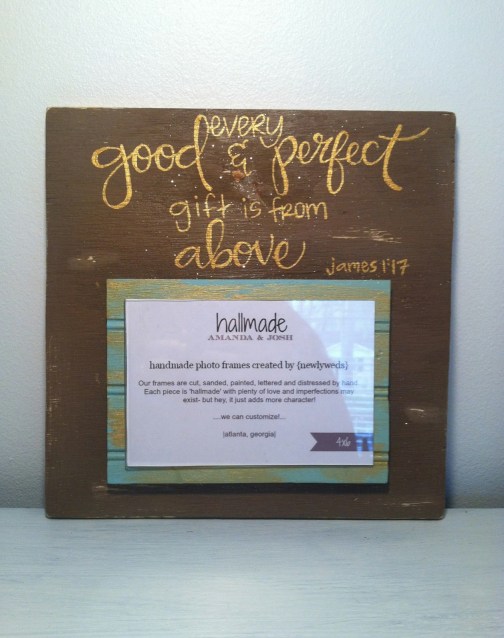 every
good & perfect
gift is from
above
james 1:17
hallmade
AMANDA & JOSH
handmade photo frames created by {newlyweds}
Our frames are cut, sanded, painted, lettered and distressed by hand.
Each piece is 'hallmade' with plenty of love and imperfections may
exist- but hey, it just adds more character!
....we can customize!...
|atlanta, georgia|
4x6